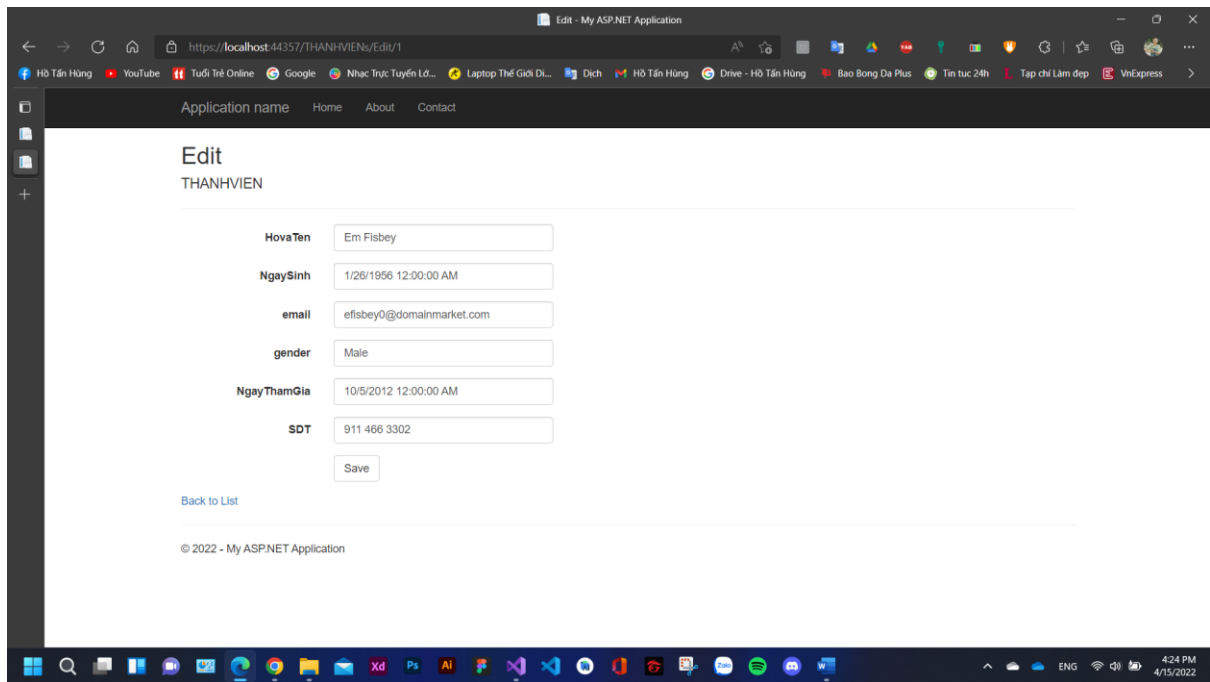 Edit - My ASP.NET Application
https://localhost:44357/THANHVIENs/Edit/1
Hồ Tấn Hùng YouTube Tuổi Trẻ Online Google Nhạc Trực Tuyến Lớ... Laptop Thế Giới Di... Dịch Hồ Tấn Hùng Drive - Hồ Tấn Hùng Bao Bong Da Plus Tin tuc 24h Tạp chí Làm đẹp VnExpress
Application name Home About Contact
Edit
THANHVIEN
HovaTen Em Fisbey
NgaySinh 1/26/1956 12:00:00 AM
email efisbey0@domainmarket.com
gender Male
NgayThamGia 10/5/2012 12:00:00 AM
SDT 911 466 3302
Save
Back to List
© 2022 - My ASP.NET Application
Xd Ps Ai Zalo W ENG 4:24 PM
4/15/2022